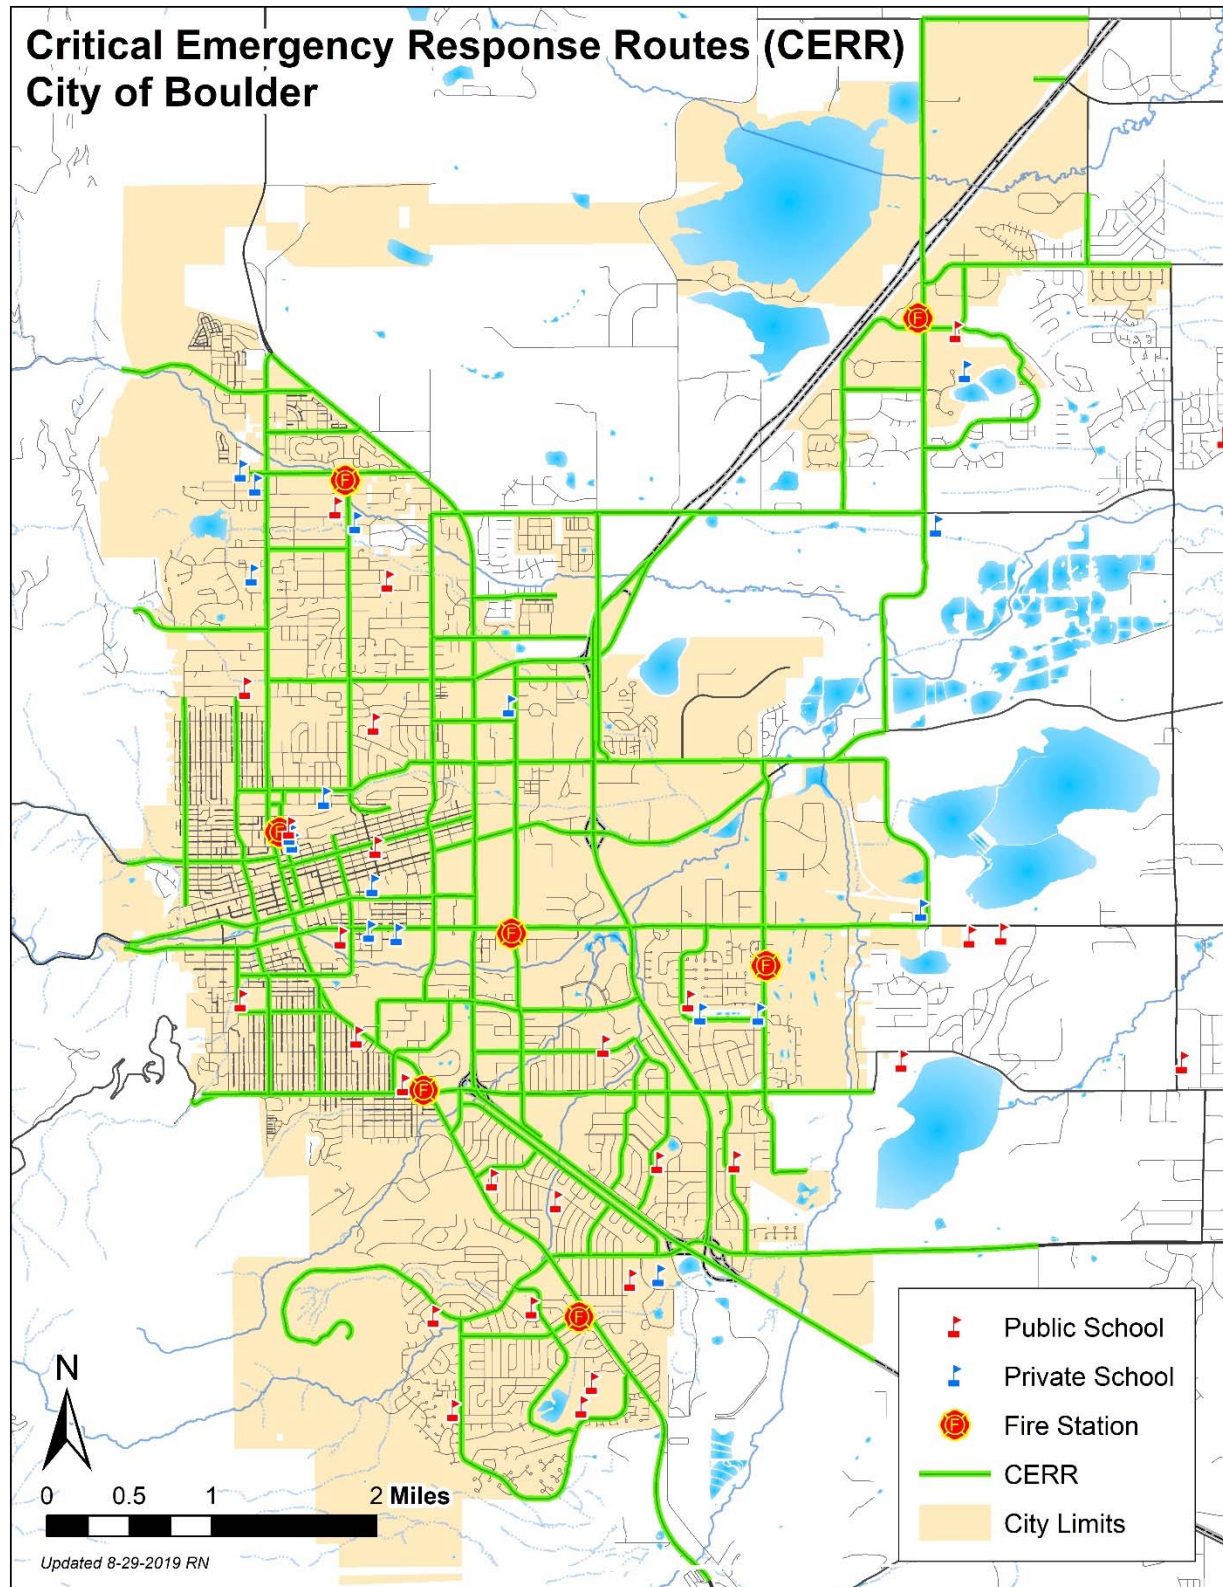 Critical Emergency Response Routes (CERR)
City of Boulder
F
F
F
F
F
F
F
Public School
Private School
F Fire Station
CERR
City Limits
N
0 0.5 1 2 Miles
Updated 8-29-2019 RN